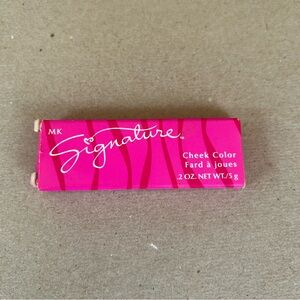 MK
Signature.
Cheek Color
Fard à joues
.2 OZ. NET WT./5 g